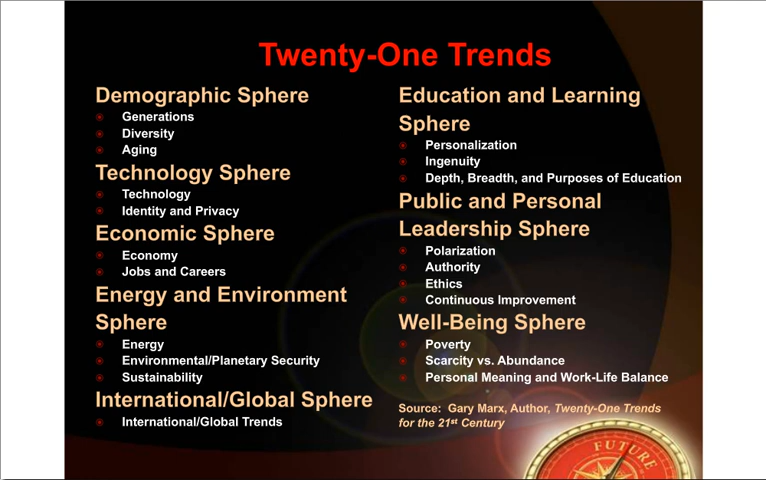 Twenty-One Trends
Demographic Sphere
Generations
Diversity
Aging
Technology Sphere
Technology
Identity and Privacy
Economic Sphere
Economy
Jobs and Careers
Energy and Environment
Sphere
Energy
Environmental/Planetary Security
Sustainability
International/Global Sphere
International/Global Trends
Education and Learning
Sphere
Personalization
Ingenuity
Depth, Breadth, and Purposes of Education
Public and Personal
Leadership Sphere
Polarization
Authority
Ethics
Continuous Improvement
Well-Being Sphere
Poverty
Scarcity vs. Abundance
Personal Meaning and Work-Life Balance
Source: Gary Marx, Author, Twenty-One Trends
for the 21st Century
FUTURE